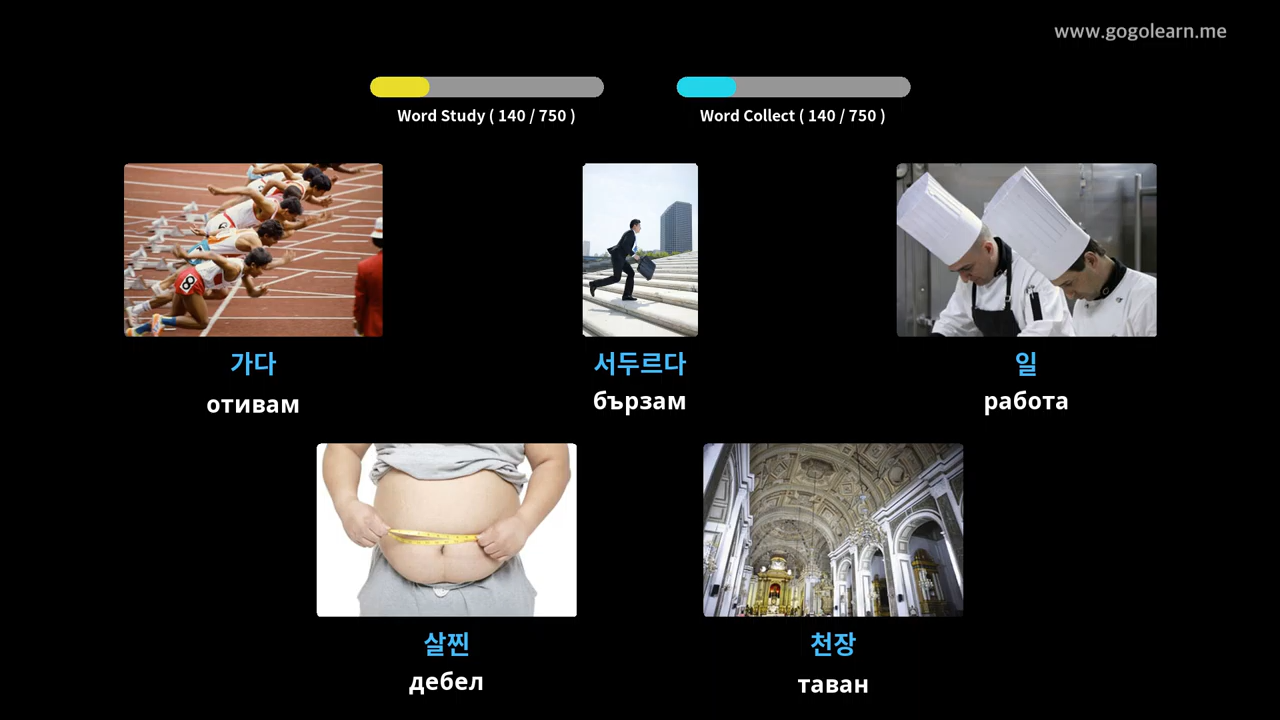 www.gogolearn.me
Word Study ( 140 / 750 )
Word Collect ( 140 / 750 )
가다
отивам
서두르다
бързам
일
работа
살찐
дебел
천장
таван